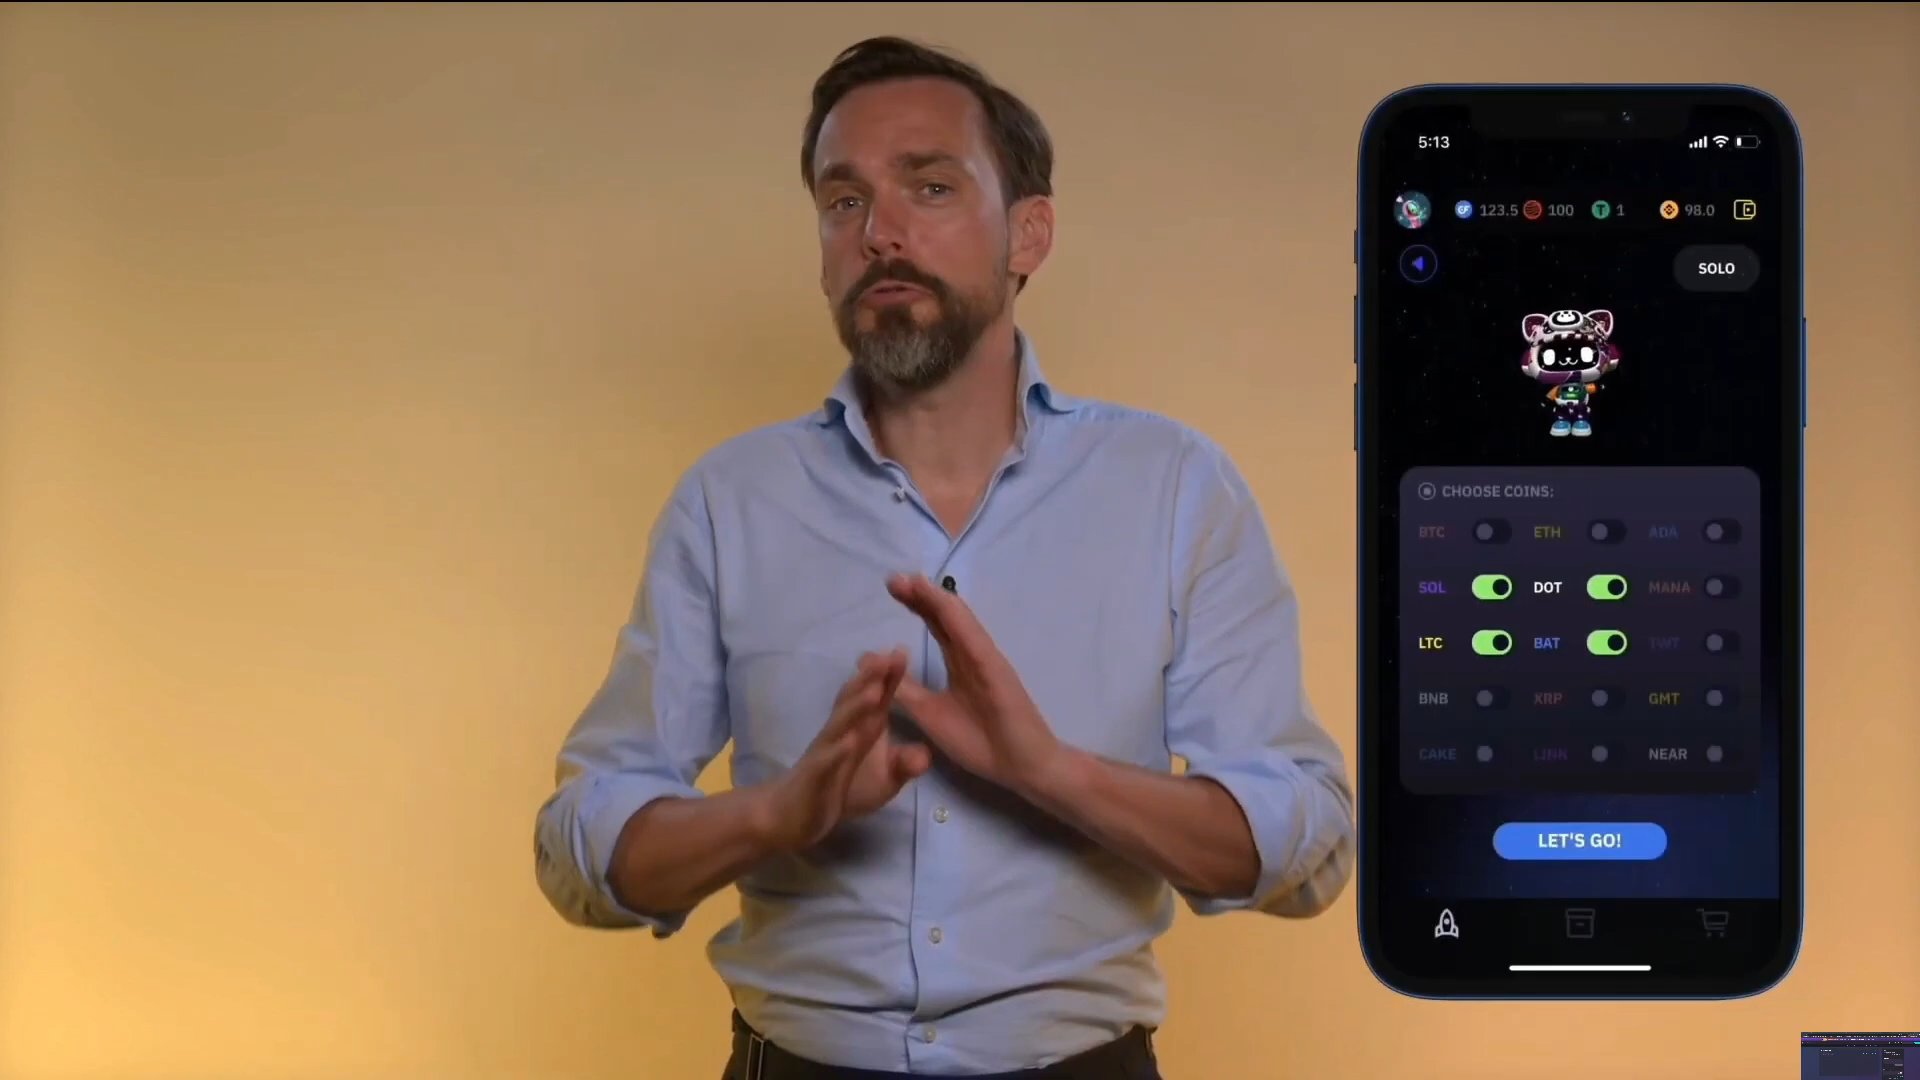 5:13
123.5 100 1 98.0
SOLO
CHOOSE COINS:
BTC ETH ADA
SOL DOT MANA
LTC BAT TWT
BNB XRP GMT
CAKE LINK NEAR
LET'S GO!